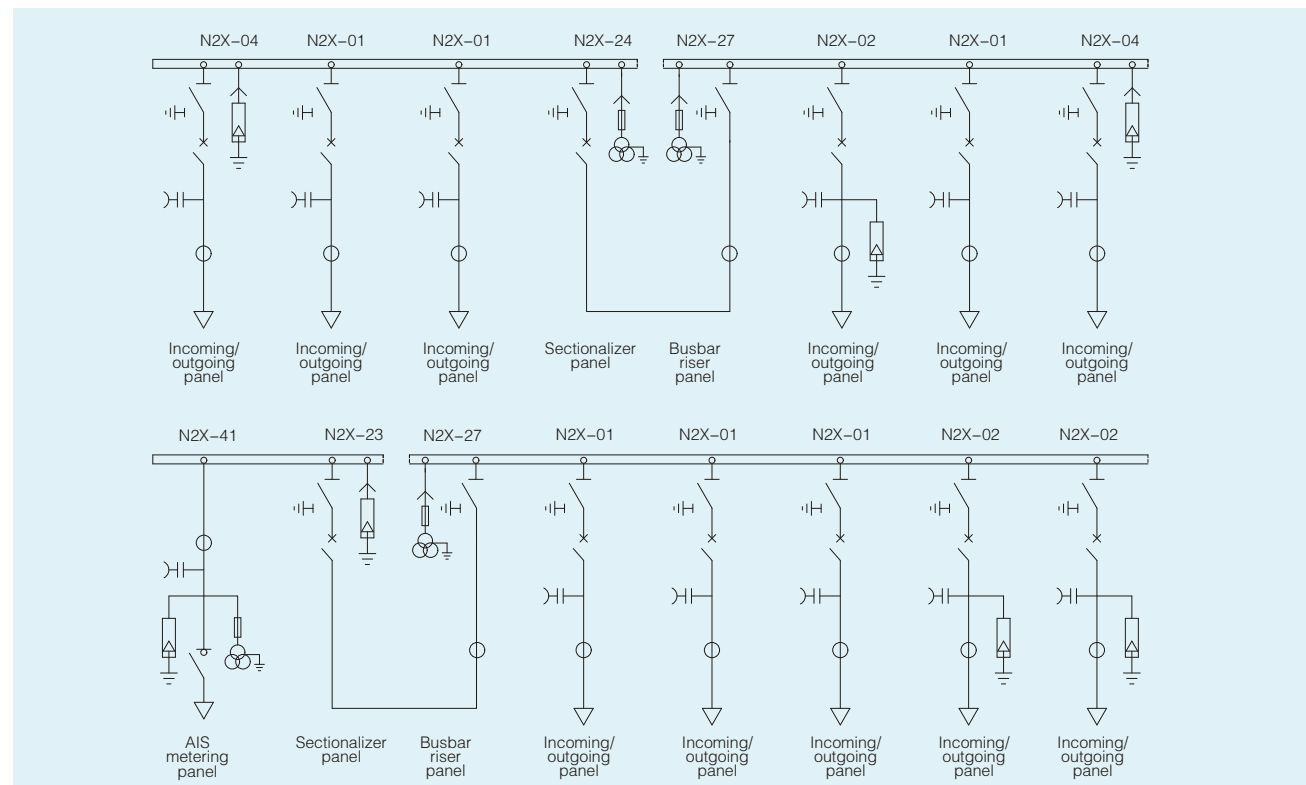 N2X–04 N2X–01 N2X–01 N2X–24 N2X–27 N2X–02 N2X–01 N2X–04
Incoming/
outgoing
panel
Incoming/
outgoing
panel
Incoming/
outgoing
panel
Sectionalizer
panel
Busbar
riser
panel
Incoming/
outgoing
panel
Incoming/
outgoing
panel
Incoming/
outgoing
panel
N2X–41 N2X–23 N2X–27 N2X–01 N2X–01 N2X–01 N2X–02 N2X–02
AIS
metering
panel
Sectionalizer
panel
Busbar
riser
panel
Incoming/
outgoing
panel
Incoming/
outgoing
panel
Incoming/
outgoing
panel
Incoming/
outgoing
panel
Incoming/
outgoing
panel